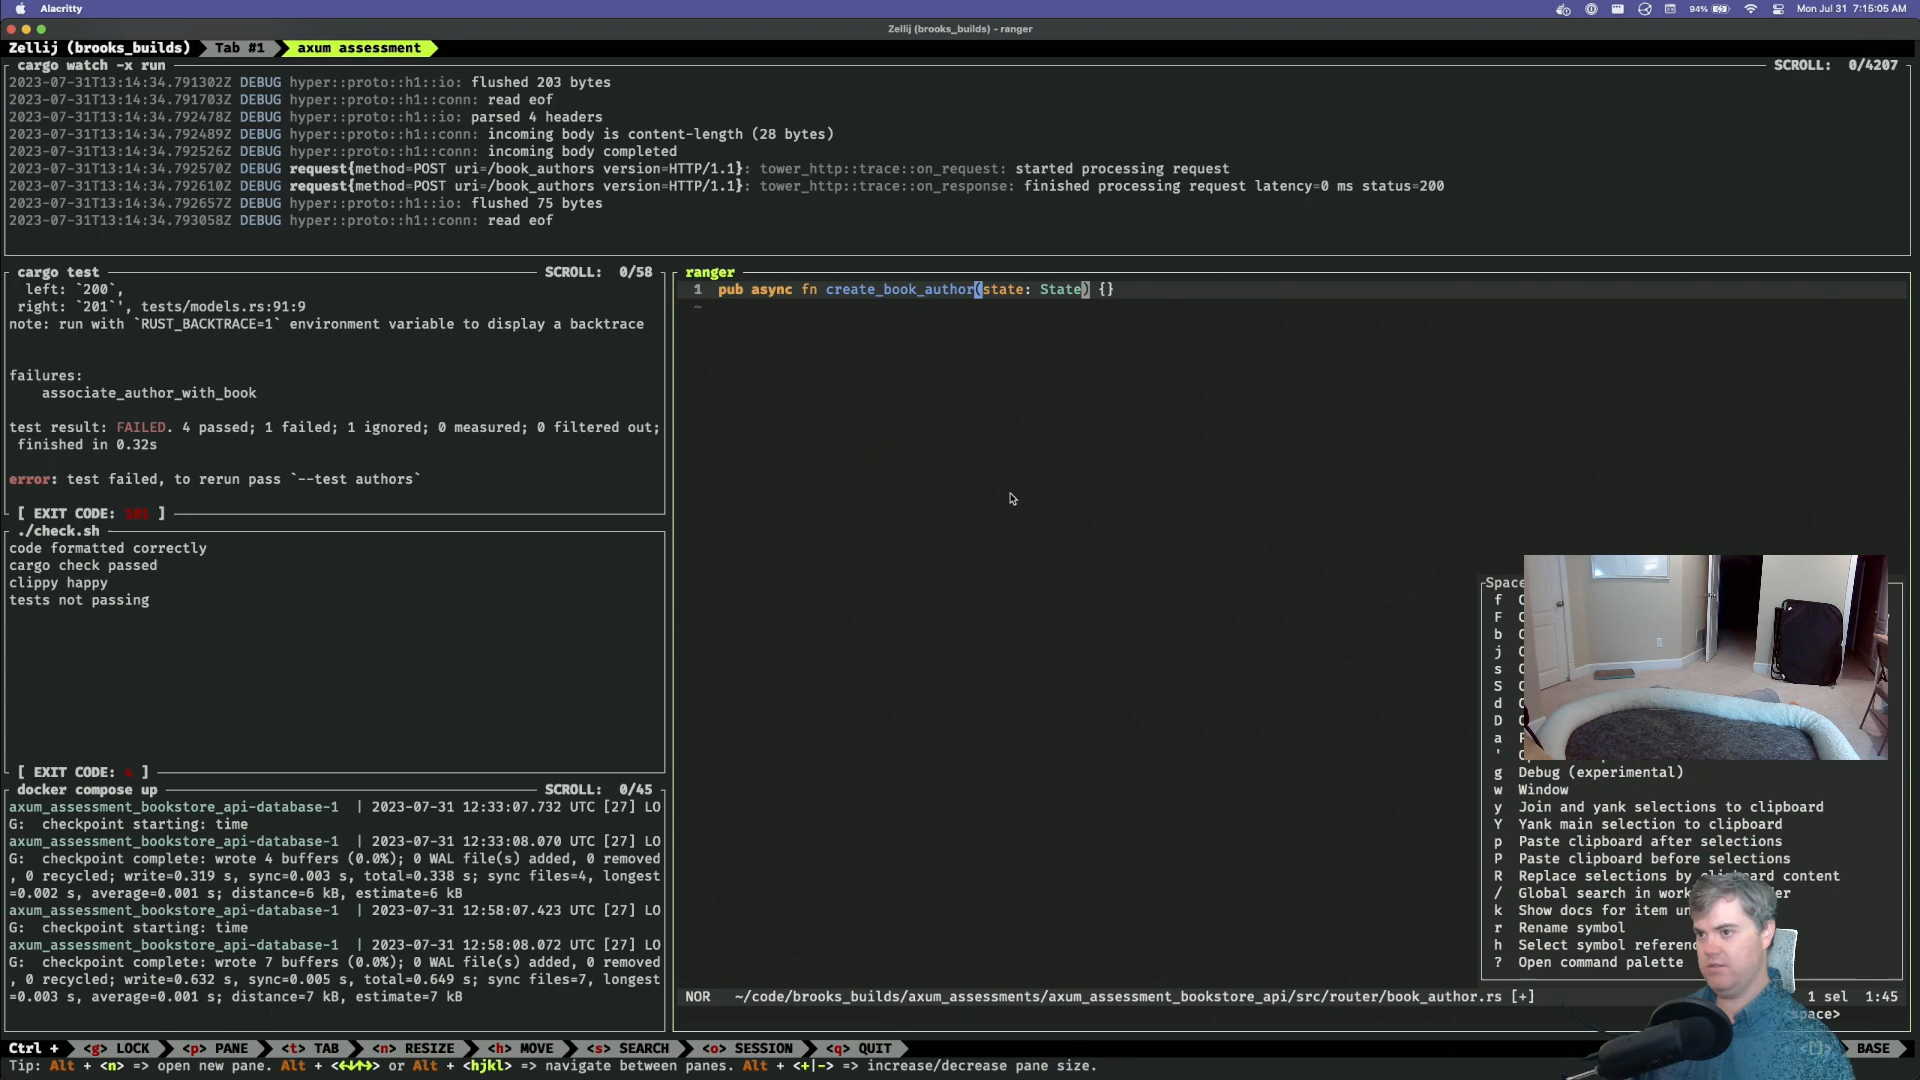 Alacritty
94%
Mon Jul 31 7:15:05 AM
Zellij (brooks_builds) - ranger
Zellij (brooks_builds) Tab #1 axum assessment
cargo watch -x run SCROLL: 0/4207
2023-07-31T13:14:34.791302Z DEBUG hyper::proto::h1::io: flushed 203 bytes
2023-07-31T13:14:34.791703Z DEBUG hyper::proto::h1::conn: read eof
2023-07-31T13:14:34.792478Z DEBUG hyper::proto::h1::io: parsed 4 headers
2023-07-31T13:14:34.792489Z DEBUG hyper::proto::h1::conn: incoming body is content-length (28 bytes)
2023-07-31T13:14:34.792526Z DEBUG hyper::proto::h1::conn: incoming body completed
2023-07-31T13:14:34.792570Z DEBUG request{method=POST uri=/book_authors version=HTTP/1.1}: tower_http::trace::on_request: started processing request
2023-07-31T13:14:34.792610Z DEBUG request{method=POST uri=/book_authors version=HTTP/1.1}: tower_http::trace::on_response: finished processing request latency=0 ms status=200
2023-07-31T13:14:34.792657Z DEBUG hyper::proto::h1::io: flushed 75 bytes
2023-07-31T13:14:34.793058Z DEBUG hyper::proto::h1::conn: read eof
cargo test SCROLL: 0/58
left: `200`,
right: `201`', tests/models.rs:91:9
note: run with `RUST_BACKTRACE=1` environment variable to display a backtrace
failures:
associate_author_with_book
test result: FAILED. 4 passed; 1 failed; 1 ignored; 0 measured; 0 filtered out;
finished in 0.32s
error: test failed, to rerun pass `--test authors`
[ EXIT CODE: 101 ]
./check.sh
code formatted correctly
cargo check passed
clippy happy
tests not passing
[ EXIT CODE: 4 ]
docker compose up SCROLL: 0/45
axum_assessment_bookstore_api-database-1 | 2023-07-31 12:33:07.732 UTC [27] LO
G: checkpoint starting: time
axum_assessment_bookstore_api-database-1 | 2023-07-31 12:33:08.070 UTC [27] LO
G: checkpoint complete: wrote 4 buffers (0.0%); 0 WAL file(s) added, 0 removed
, 0 recycled; write=0.319 s, sync=0.003 s, total=0.338 s; sync files=4, longest
=0.002 s, average=0.001 s; distance=6 kB, estimate=6 kB
axum_assessment_bookstore_api-database-1 | 2023-07-31 12:58:07.423 UTC [27] LO
G: checkpoint starting: time
axum_assessment_bookstore_api-database-1 | 2023-07-31 12:58:08.072 UTC [27] LO
G: checkpoint complete: wrote 7 buffers (0.0%); 0 WAL file(s) added, 0 removed
, 0 recycled; write=0.632 s, sync=0.005 s, total=0.649 s; sync files=7, longest
=0.003 s, average=0.001 s; distance=7 kB, estimate=7 kB
ranger
1 pub async fn create_book_author(state: State) {}
~
Space
f
F
b
j
s
S
d
D
a
'
g Debug (experimental)
w Window
y Join and yank selections to clipboard
Y Yank main selection to clipboard
p Paste clipboard after selections
P Paste clipboard before selections
R Replace selections by clipboard content
/ Global search in
k Show docs for item
r Rename symbol
h Select symbol
? Open command palette
NOR ~/code/brooks_builds/axum_assessments/axum_assessment_bookstore_api/src/router/book_author.rs [+] 1 sel 1:45
<space>
Ctrl + <g> LOCK <p> PANE <t> TAB <n> RESIZE <h> MOVE <s> SEARCH <o> SESSION <q> QUIT BASE
Tip: Alt + <n> => open new pane. Alt + <←↓↑→> or Alt + <hjkl> => navigate between panes. Alt + <+|-> => increase/decrease pane size.